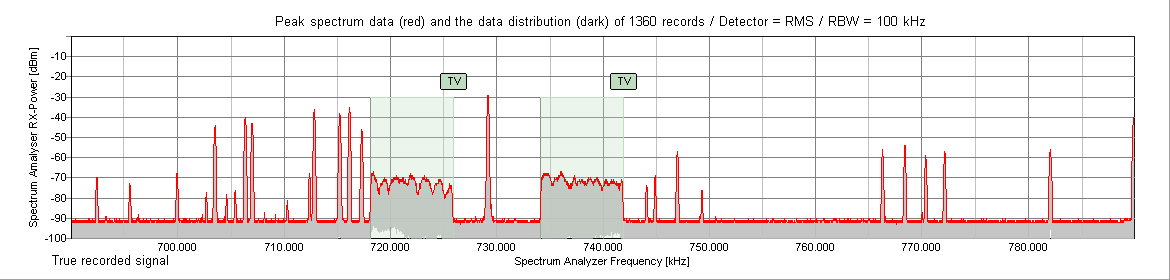 Peak spectrum data (red) and the data distribution (dark) of 1360 records / Detector = RMS / RBW = 100 kHz
Spectrum Analyser RX-Power [dBm]
TV TV
-10
-20
-30
-40
-50
-60
-70
-80
-90
-100
700.000 710.000 720.000 730.000 740.000 750.000 760.000 770.000 780.000
True recorded signal
Spectrum Analyzer Frequency [kHz]